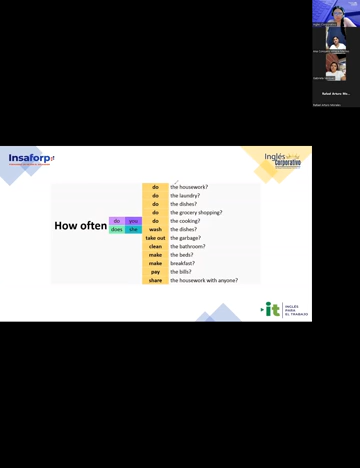 Insaforp
Inglés
Corporativo
do the housework?
do the laundry?
do the dishes?
do the grocery shopping?
How often do you do the cooking?
does she wash the dishes?
take out the garbage?
clean the bathroom?
make the beds?
make breakfast?
pay the bills?
share the housework with anyone?
it INGLÉS
PARA
EL TRABAJO